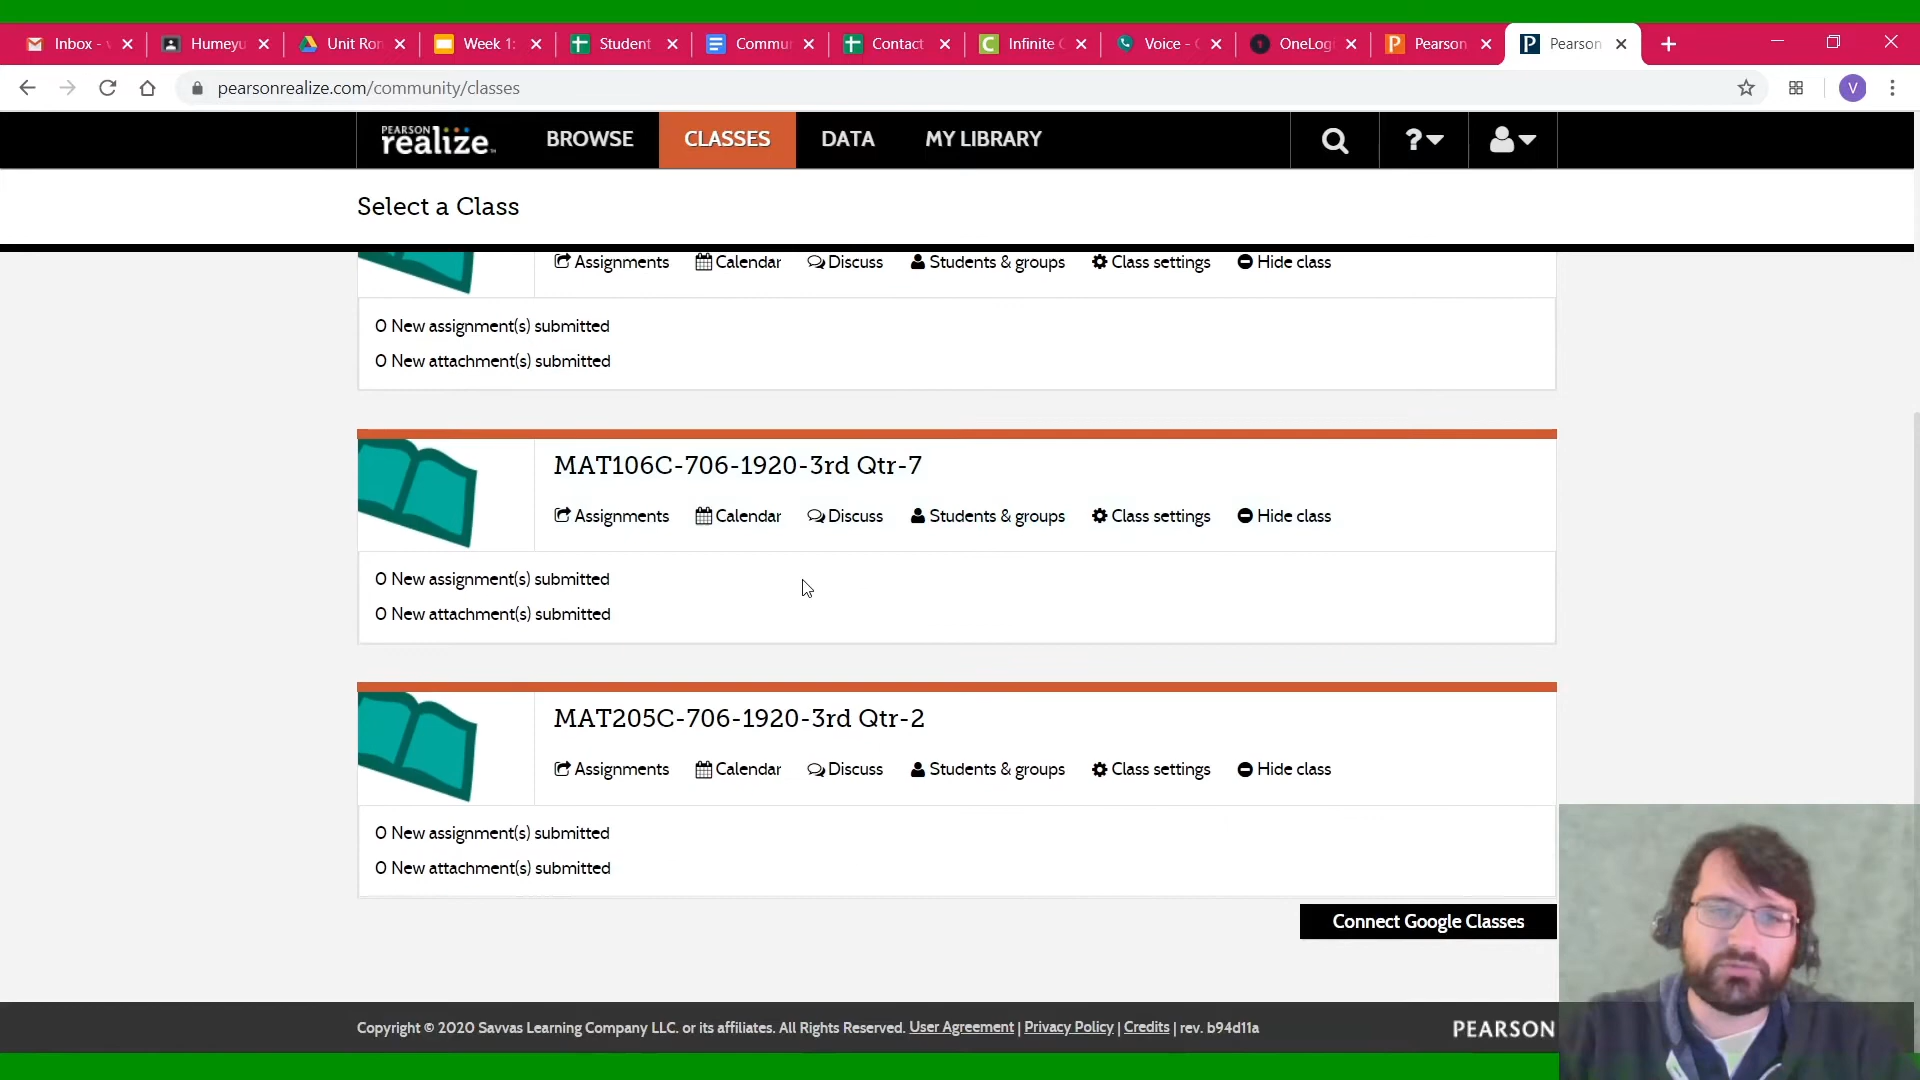 Inbox -
Humeyu
Unit Ron
Week 1:
Student
Commu
Contact
Infinite
Voice -
OneLogi
Pearson
Pearson
pearsonrealize.com/community/classes
V
PEARSON
realize™
BROWSE
CLASSES
DATA
MY LIBRARY
?
Select a Class
Assignments Calendar Discuss Students & groups Class settings Hide class
0 New assignment(s) submitted
0 New attachment(s) submitted
MAT106C-706-1920-3rd Qtr-7
Assignments Calendar Discuss Students & groups Class settings Hide class
0 New assignment(s) submitted
0 New attachment(s) submitted
MAT205C-706-1920-3rd Qtr-2
Assignments Calendar Discuss Students & groups Class settings Hide class
0 New assignment(s) submitted
0 New attachment(s) submitted
Connect Google Classes
Copyright © 2020 Savvas Learning Company LLC. or its affiliates. All Rights Reserved. User Agreement | Privacy Policy | Credits | rev. b94d11a
PEARSON